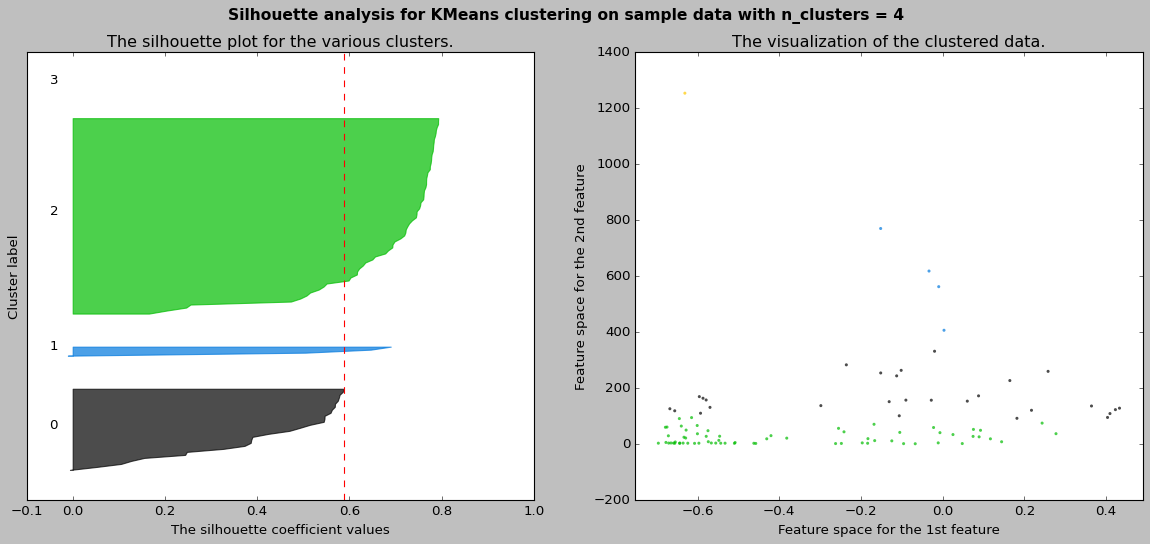 Silhouette analysis for KMeans clustering on sample data with n_clusters = 4
The silhouette plot for the various clusters.
3
2
1
0
Cluster label
−0.1 0.0 0.2 0.4 0.6 0.8 1.0
The silhouette coefficient values
The visualization of the clustered data.
1400
1200
1000
800
600
400
200
0
−200
Feature space for the 2nd feature
−0.6 −0.4 −0.2 0.0 0.2 0.4
Feature space for the 1st feature